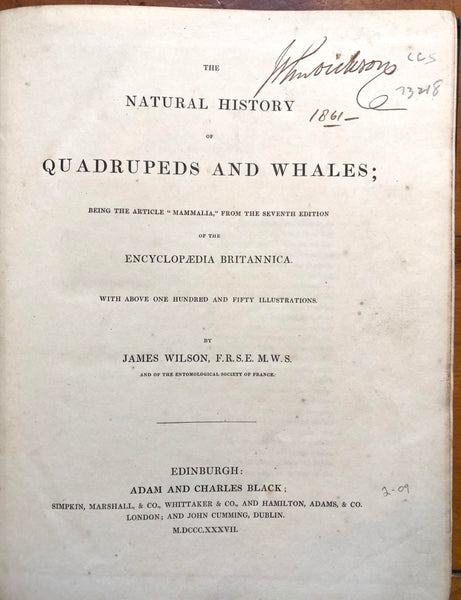 THE
NATURAL HISTORY
OF
QUADRUPEDS AND WHALES;
BEING THE ARTICLE "MAMMALIA," FROM THE SEVENTH EDITION
OF THE
ENCYCLOPÆDIA BRITANNICA.
WITH ABOVE ONE HUNDRED AND FIFTY ILLUSTRATIONS.
BY
JAMES WILSON, F.R.S.E. M.W.S.
AND OF THE ENTOMOLOGICAL SOCIETY OF FRANCE.
EDINBURGH:
ADAM AND CHARLES BLACK;
SIMPKIN, MARSHALL, & CO., WHITTAKER & CO., AND HAMILTON, ADAMS, & CO.
LONDON; AND JOHN CUMMING, DUBLIN.
M.DCCC.XXXVII.
1861-
2-09